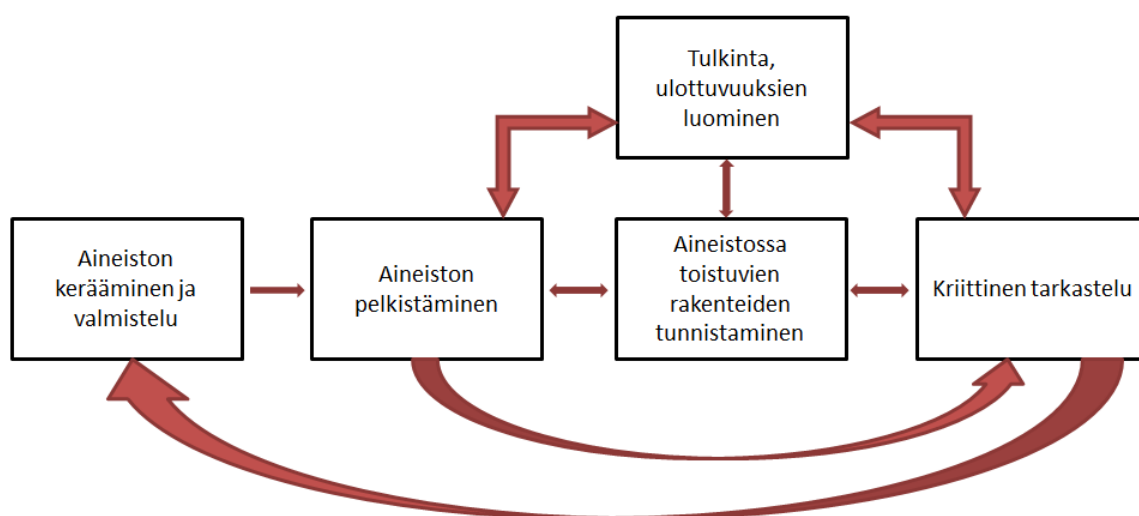 Tulkinta,
ulottuvuuksien
luominen
Aineiston
kerääminen ja
valmistelu
Aineiston
pelkistäminen
Aineistossa
toistuvien
rakenteiden
tunnistaminen
Kriittinen tarkastelu